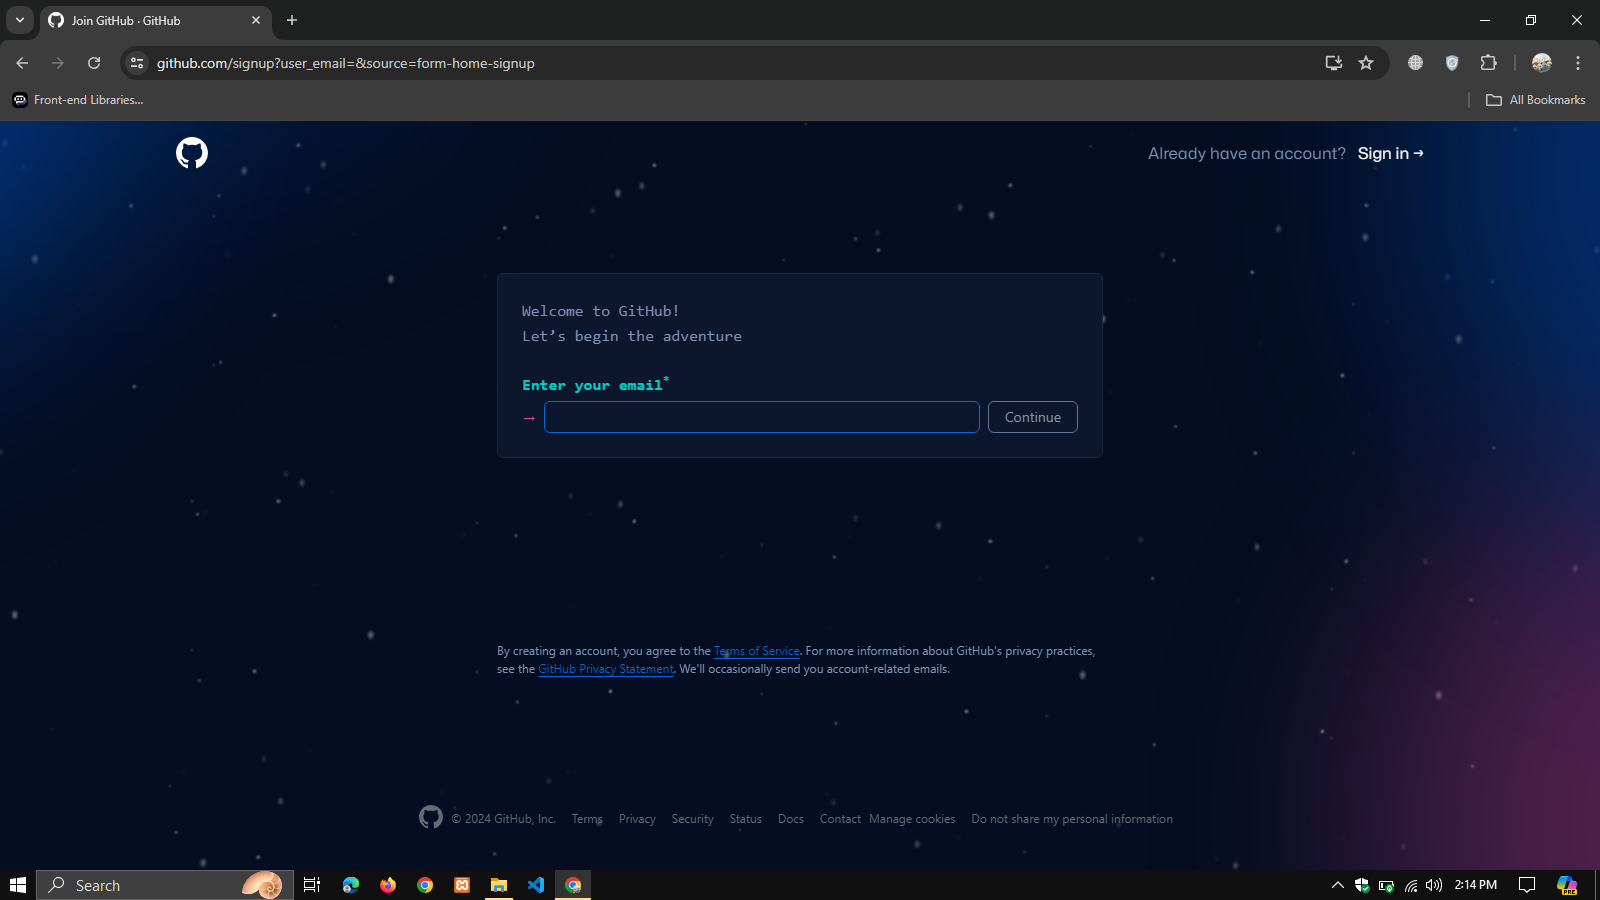 Join GitHub · GitHub
github.com/signup?user_email=&source=form-home-signup
Front-end Libraries...
All Bookmarks
Already have an account? Sign in →
Welcome to GitHub!
Let's begin the adventure
Enter your email*
→
Continue
By creating an account, you agree to the Terms of Service. For more information about GitHub's privacy practices,
see the GitHub Privacy Statement. We'll occasionally send you account-related emails.
© 2024 GitHub, Inc. Terms Privacy Security Status Docs Contact Manage cookies Do not share my personal information
Search
2:14 PM
PRE